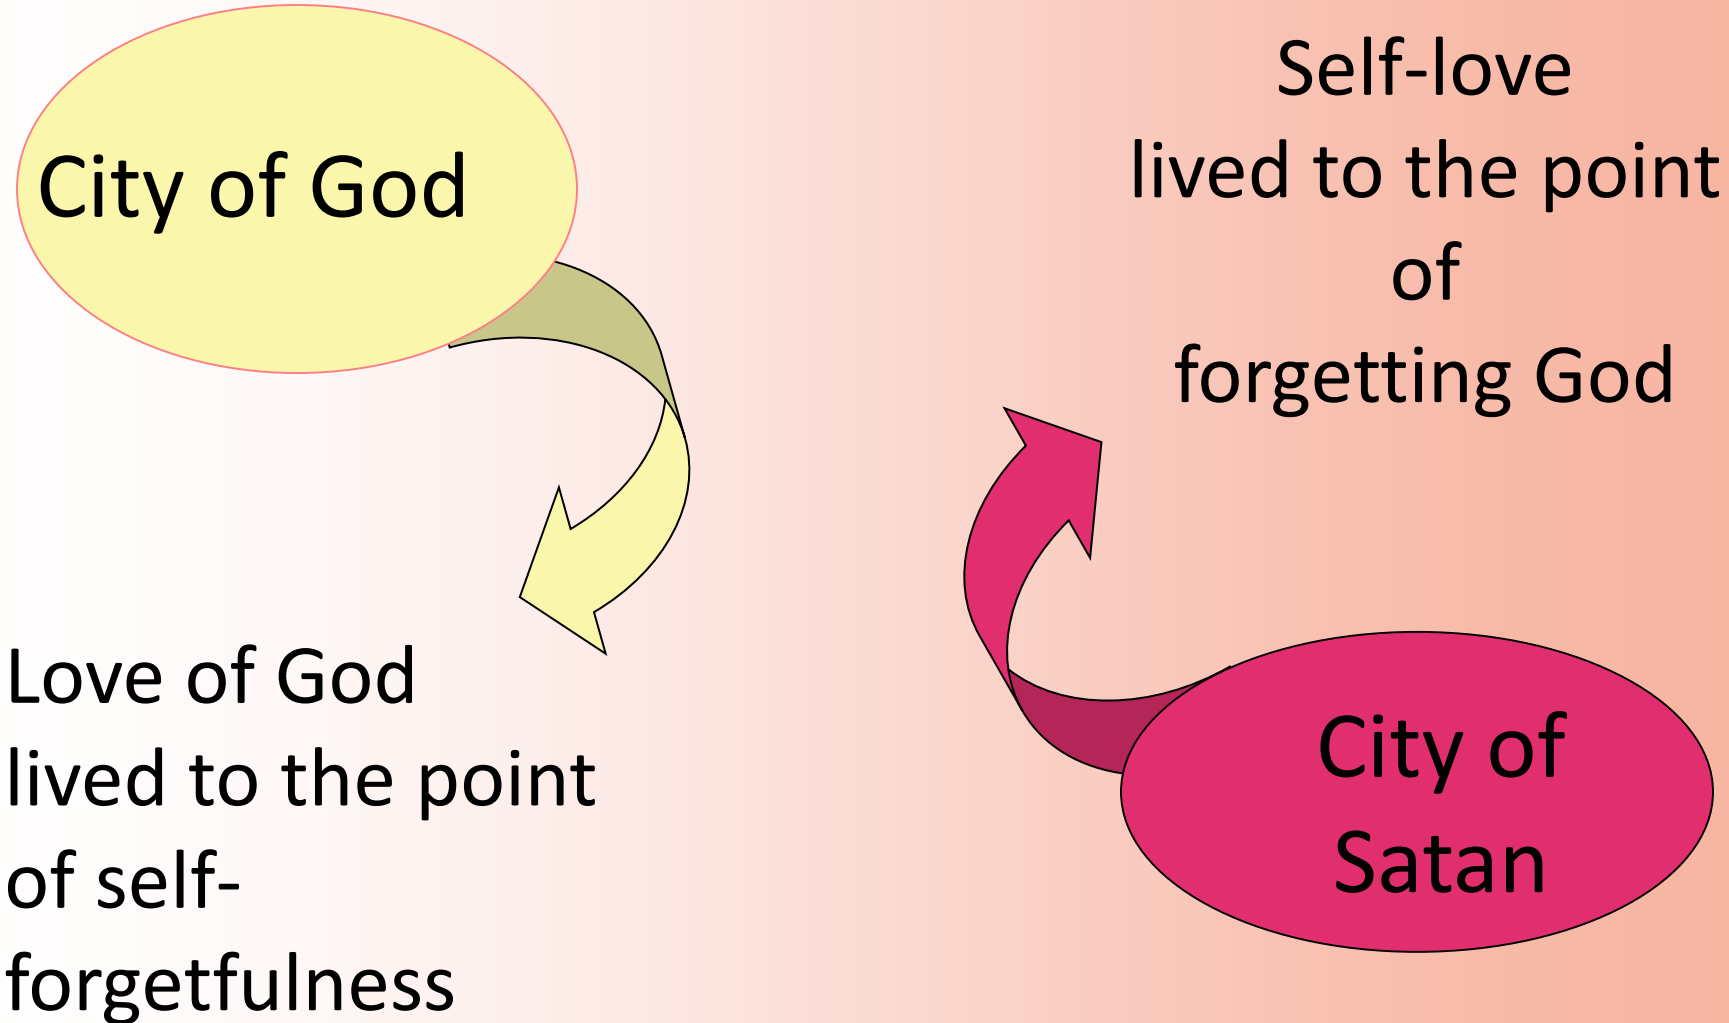 City of God
Love of God
lived to the point
of self-
forgetfulness
Self-love
lived to the point
of
forgetting God
City of
Satan